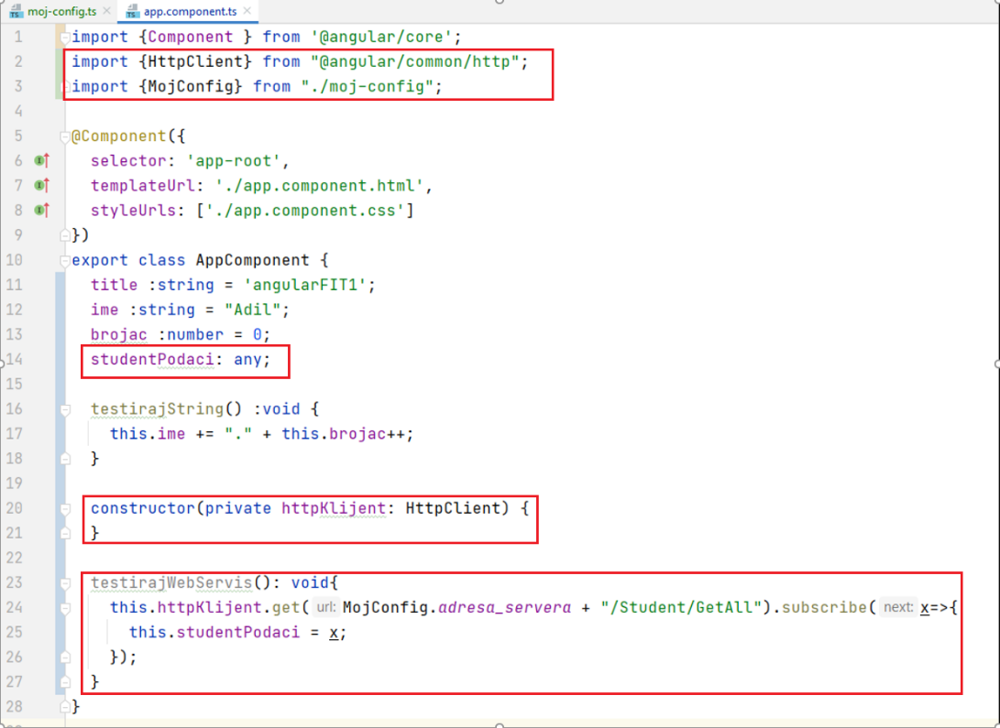 moj-config.ts app.component.ts
1 import {Component } from '@angular/core';
2 import {HttpClient} from "@angular/common/http";
3 import {MojConfig} from "./moj-config";
4
5 @Component({
6 selector: 'app-root',
7 templateUrl: './app.component.html',
8 styleUrls: ['./app.component.css']
9 })
10 export class AppComponent {
11 title :string = 'angularFIT1';
12 ime :string = "Adil";
13 brojac :number = 0;
14 studentPodaci: any;
15
16 testirajString() :void {
17 this.ime += "." + this.brojac++;
18 }
19
20 constructor(private httpKlijent: HttpClient) {
21 }
22
23 testirajWebServis(): void{
24 this.httpKlijent.get( url: MojConfig.adresa_servera + "/Student/GetAll").subscribe( next: x=>{
25 this.studentPodaci = x;
26 });
27 }
28 }